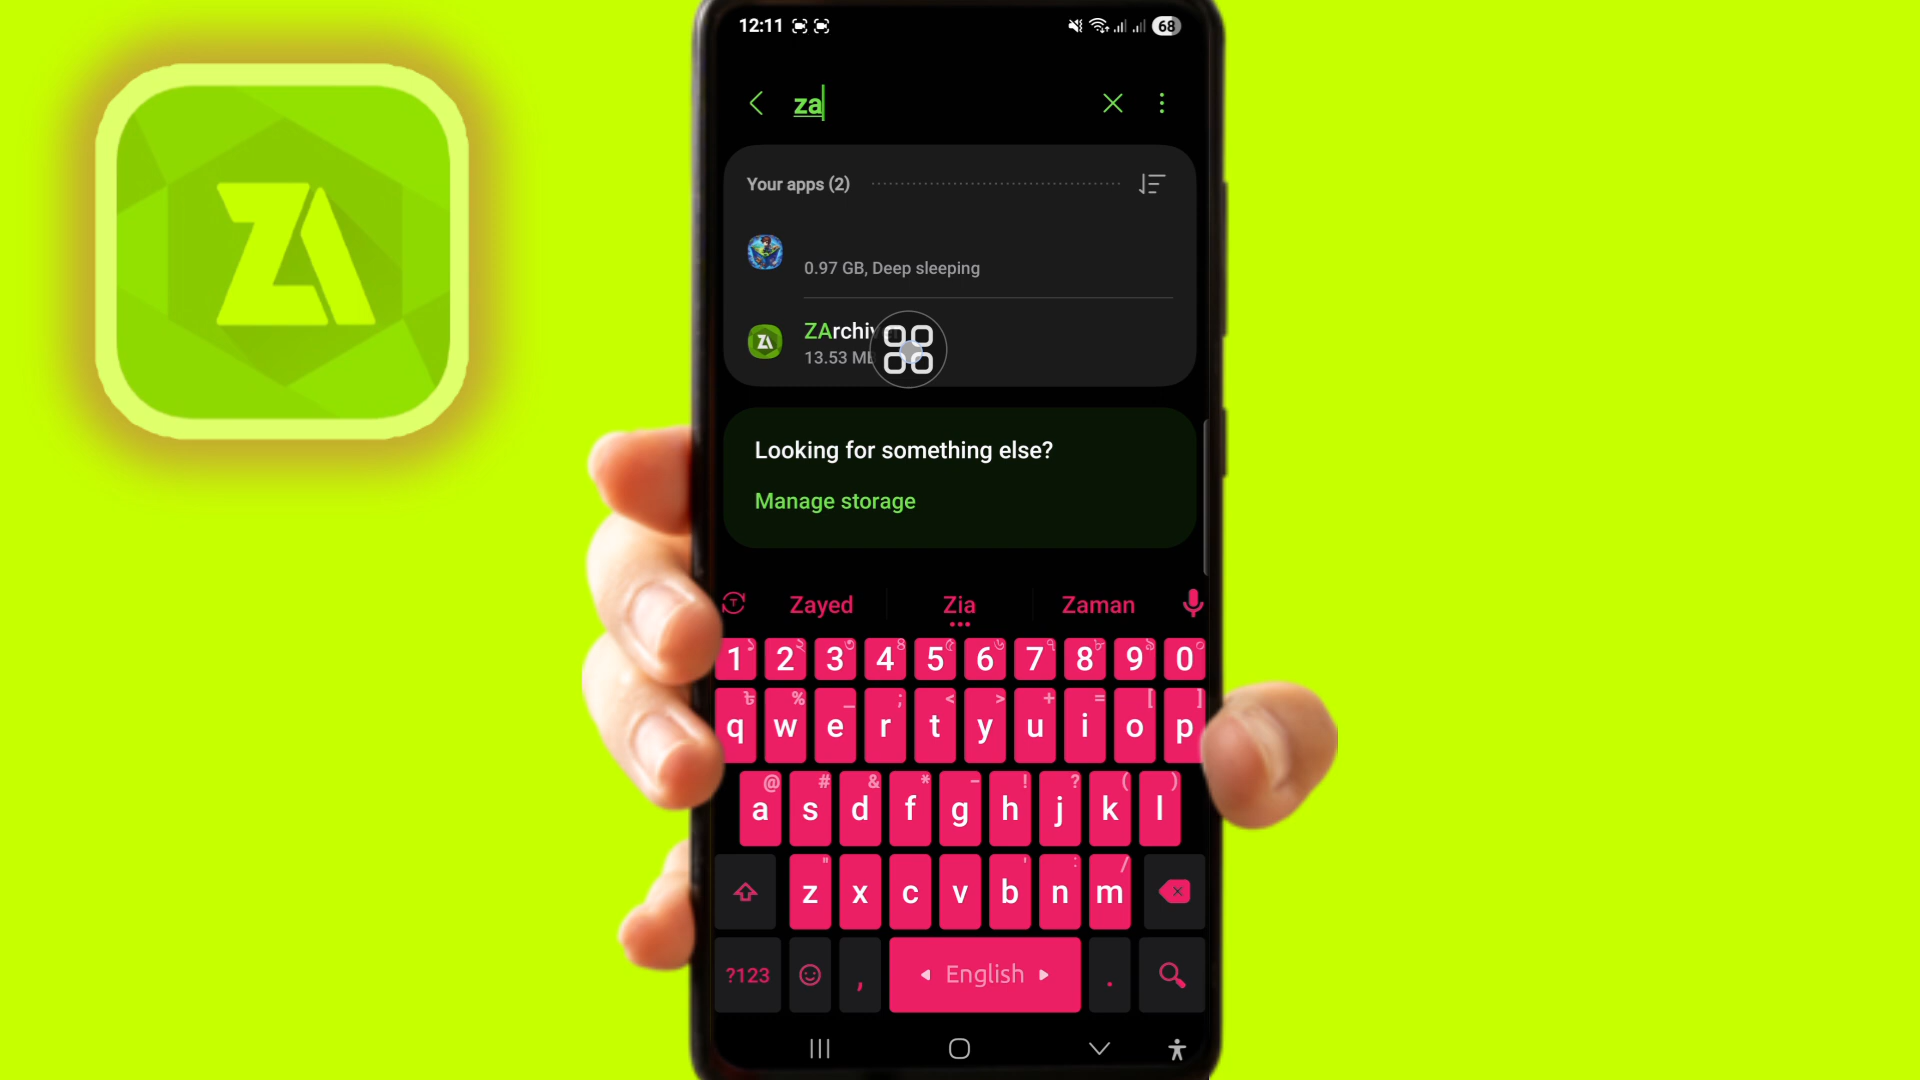 12:11
68
za
Your apps (2)
0.97 GB, Deep sleeping
ZA
13.53
Looking for something else?
Manage storage
Zayed Zia Zaman
1 2 3 4 5 6 7 8 9 0
% _ ; < > + = [ ]
q w e r t y u i o p
@ # & * - ! ? ( )
a s d f g h j k l
" ' : /
z x c v b n m
?123 , English .
ZA